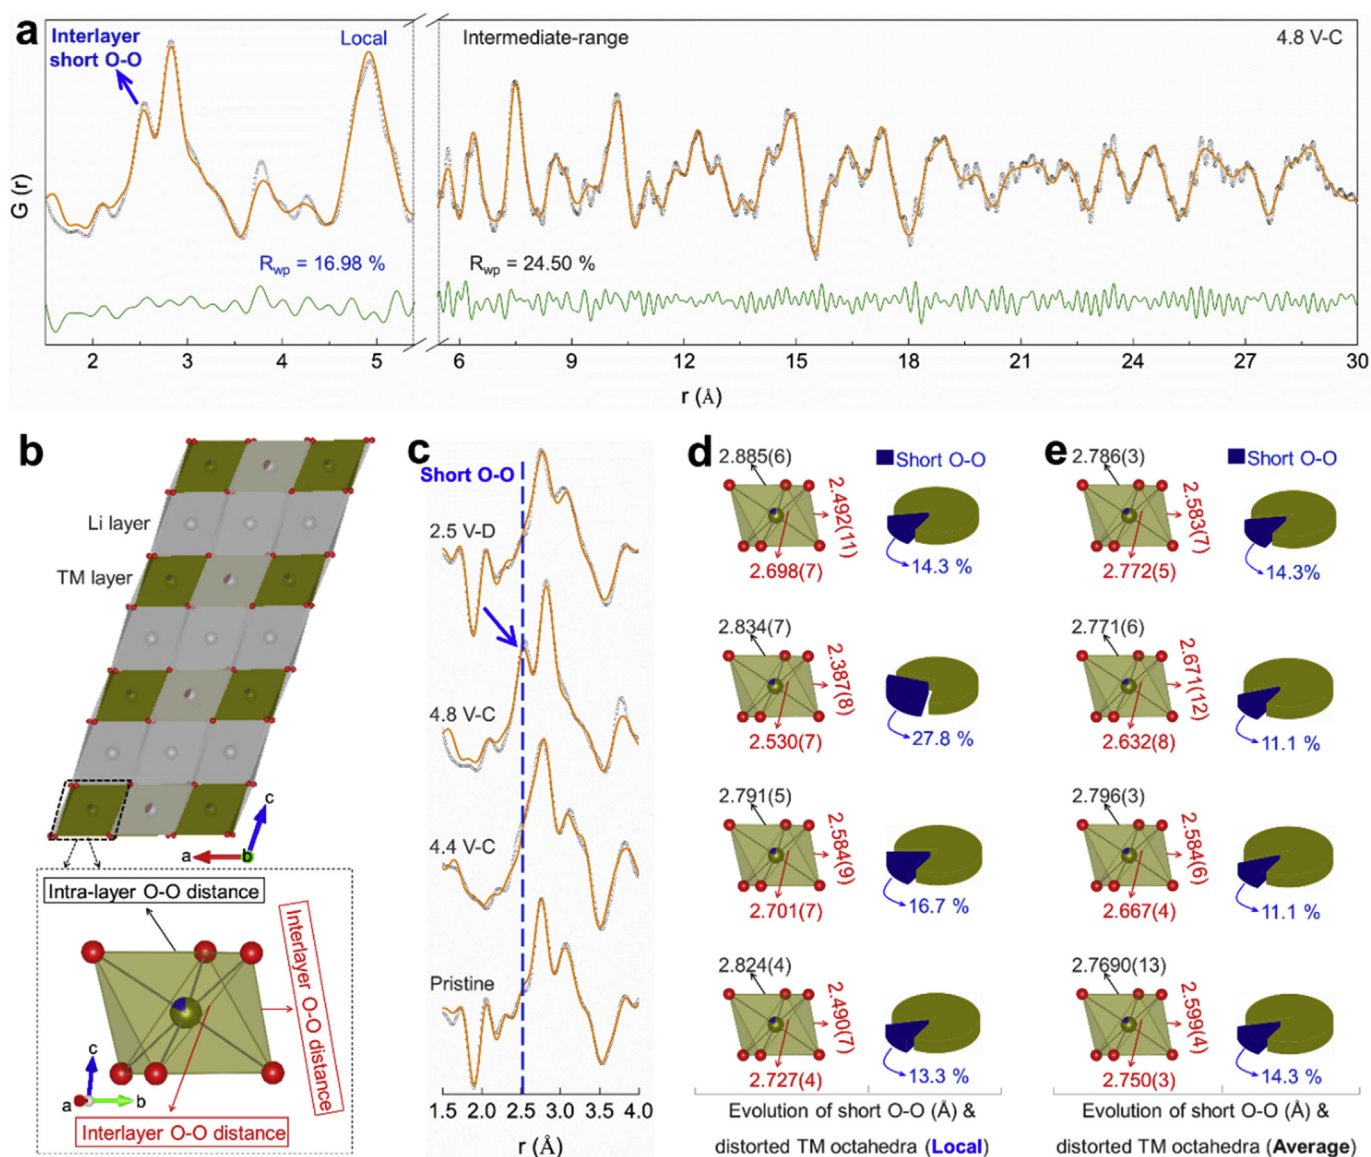 a
Interlayer
short O-O
Local
Intermediate-range
4.8 V-C
G (r)
Rwp = 16.98 %
Rwp = 24.50 %
2 3 4 5 6 9 12 15 18 21 24 27 30
r (Å)
b
Li layer
TM layer
c
a
b
Intra-layer O-O distance
Interlayer O-O distance
c
a
b
Interlayer O-O distance
c
Short O-O
2.5 V-D
4.8 V-C
4.4 V-C
Pristine
1.5 2.0 2.5 3.0 3.5 4.0
r (Å)
d
2.885(6)
Short O-O
2.492(11)
2.698(7)
14.3 %
2.834(7)
2.387(8)
2.530(7)
27.8 %
2.791(5)
2.584(9)
2.701(7)
16.7 %
2.824(4)
2.490(7)
2.727(4)
13.3 %
Evolution of short O-O (Å) &
distorted TM octahedra (Local)
e
2.786(3)
Short O-O
2.583(7)
2.772(5)
14.3%
2.771(6)
2.671(12)
2.632(8)
11.1 %
2.796(3)
2.584(6)
2.667(4)
11.1 %
2.7690(13)
2.599(4)
2.750(3)
14.3 %
Evolution of short O-O (Å) &
distorted TM octahedra (Average)